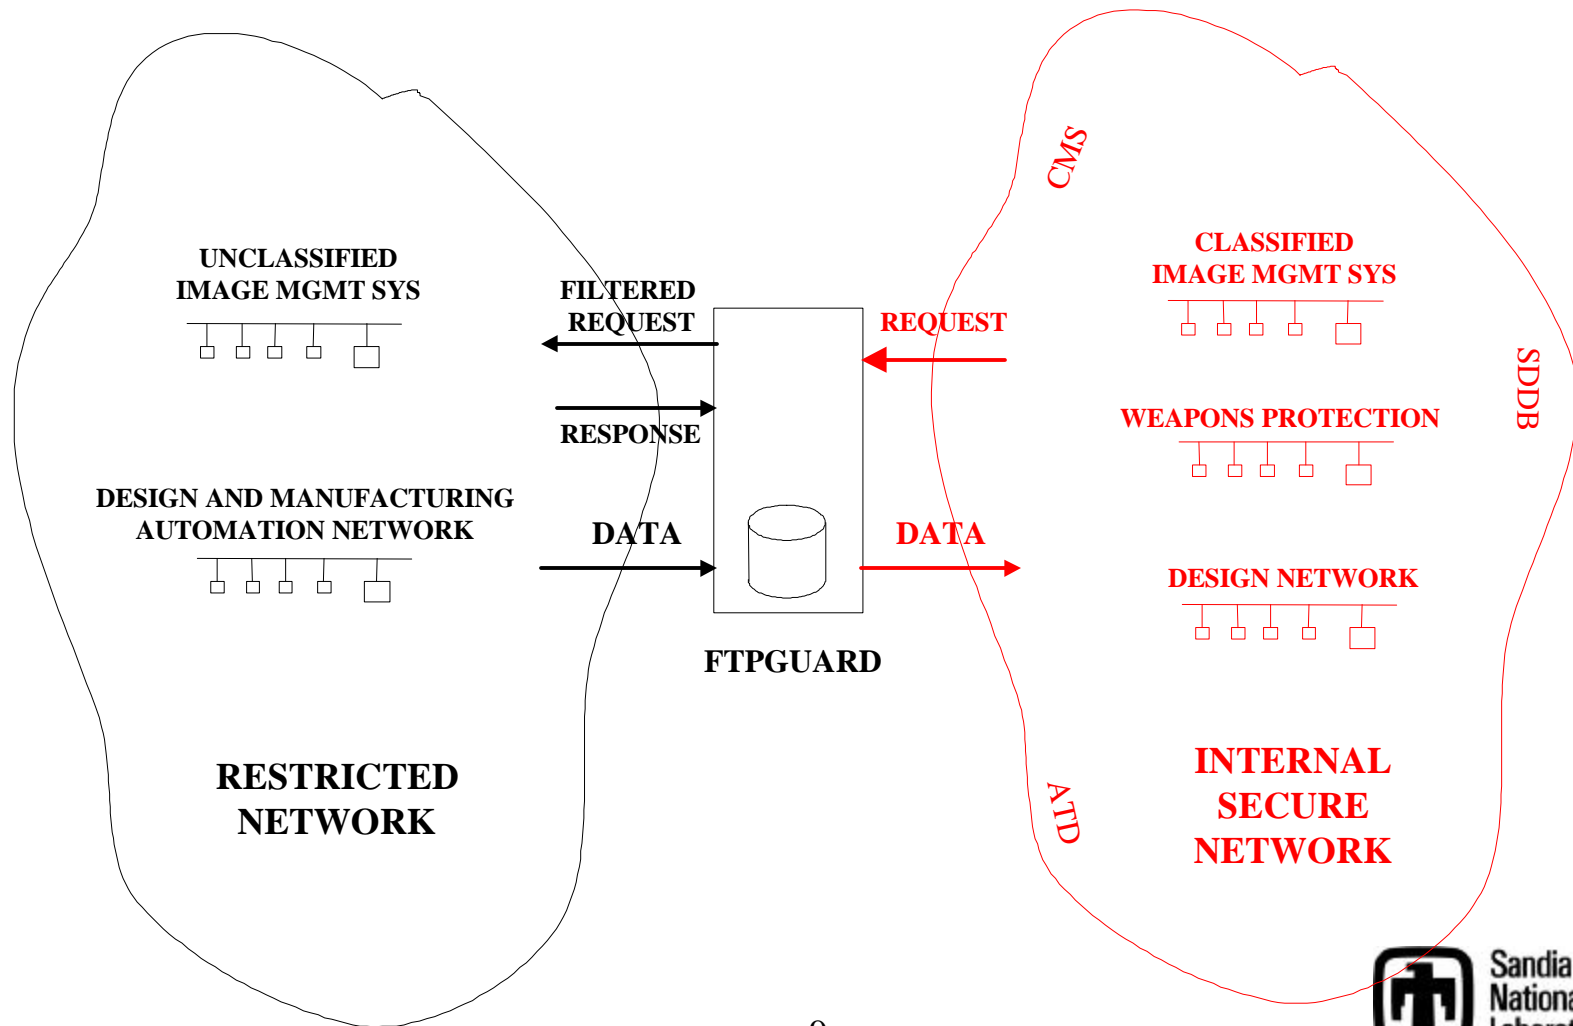 UNCLASSIFIED
IMAGE MGMT SYS
DESIGN AND MANUFACTURING
AUTOMATION NETWORK
RESTRICTED
NETWORK
FILTERED
REQUEST
RESPONSE
DATA
FTPGUARD
REQUEST
DATA
CMS
CLASSIFIED
IMAGE MGMT SYS
SDDB
WEAPONS PROTECTION
DESIGN NETWORK
ATD
INTERNAL
SECURE
NETWORK
Sandia
Nationa